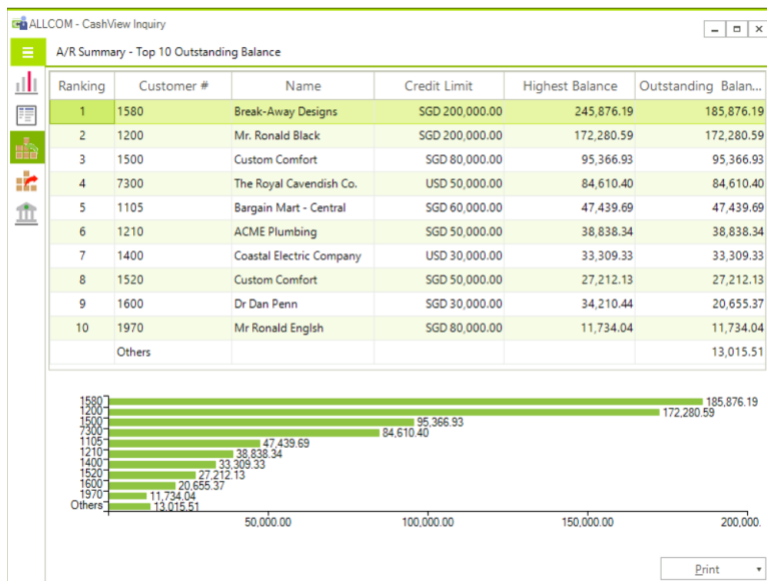 ALLCOM - CashView Inquiry
A/R Summary - Top 10 Outstanding Balance
Ranking Customer # Name Credit Limit Highest Balance Outstanding Balan...
1 1580 Break-Away Designs SGD 200,000.00 245,876.19 185,876.19
2 1200 Mr. Ronald Black SGD 200,000.00 172,280.59 172,280.59
3 1500 Custom Comfort SGD 80,000.00 95,366.93 95,366.93
4 7300 The Royal Cavendish Co. USD 50,000.00 84,610.40 84,610.40
5 1105 Bargain Mart - Central SGD 60,000.00 47,439.69 47,439.69
6 1210 ACME Plumbing SGD 50,000.00 38,838.34 38,838.34
7 1400 Coastal Electric Company USD 30,000.00 33,309.33 33,309.33
8 1520 Custom Comfort SGD 50,000.00 27,212.13 27,212.13
9 1600 Dr Dan Penn SGD 30,000.00 34,210.44 20,655.37
10 1970 Mr Ronald Englsh SGD 80,000.00 11,734.04 11,734.04
Others 13,015.51
1580 185,876.19
1200 172,280.59
1500 95,366.93
7300 84,610.40
1105 47,439.69
1210 38,838.34
1400 33,309.33
1520 27,212.13
1600 20,655.37
1970 11,734.04
Others 13,015.51
50,000.00 100,000.00 150,000.00 200,000.
Print